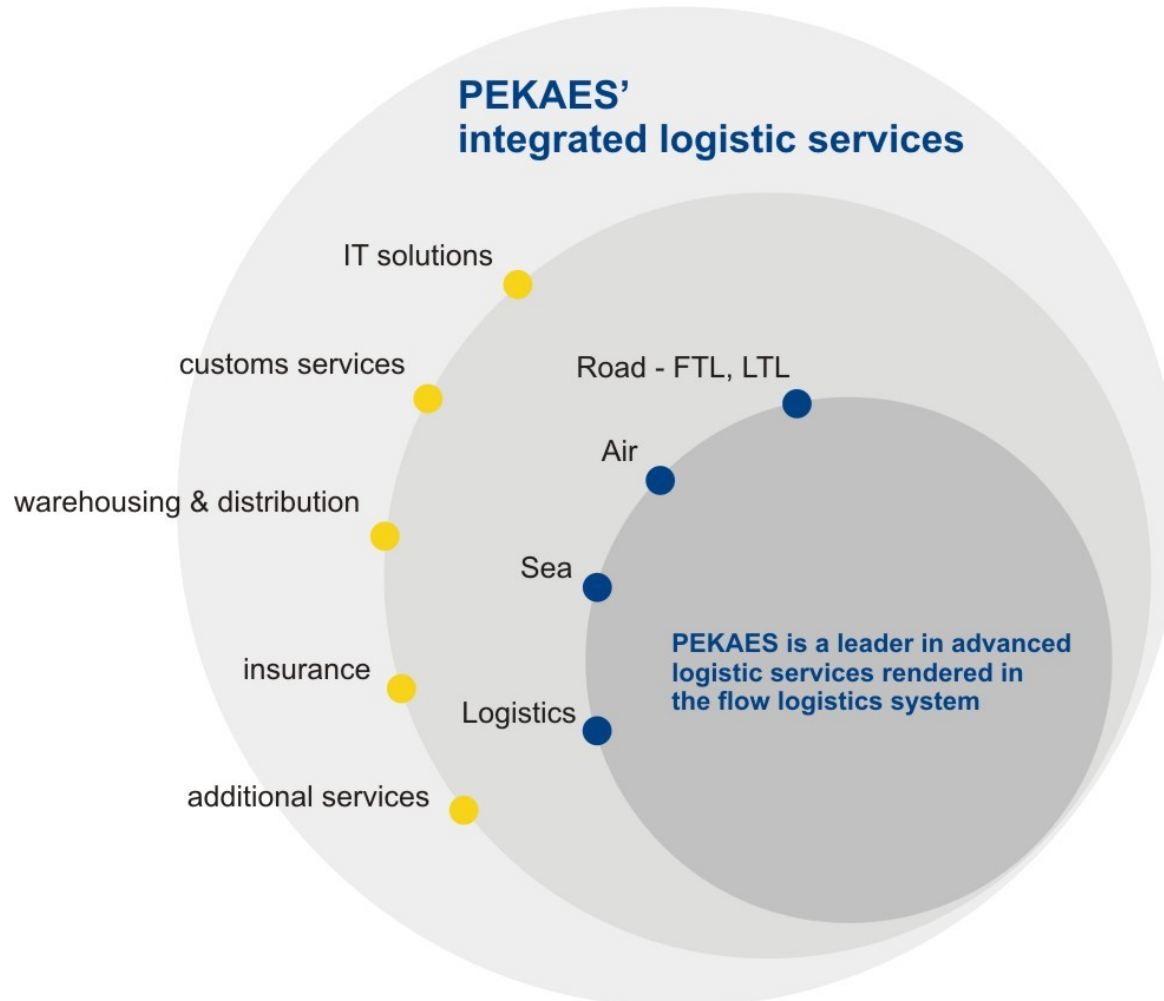 PEKAES’
integrated logistic services
IT solutions
customs services
Road - FTL, LTL
Air
warehousing & distribution
Sea
PEKAES is a leader in advanced
logistic services rendered in
the flow logistics system
insurance
Logistics
additional services